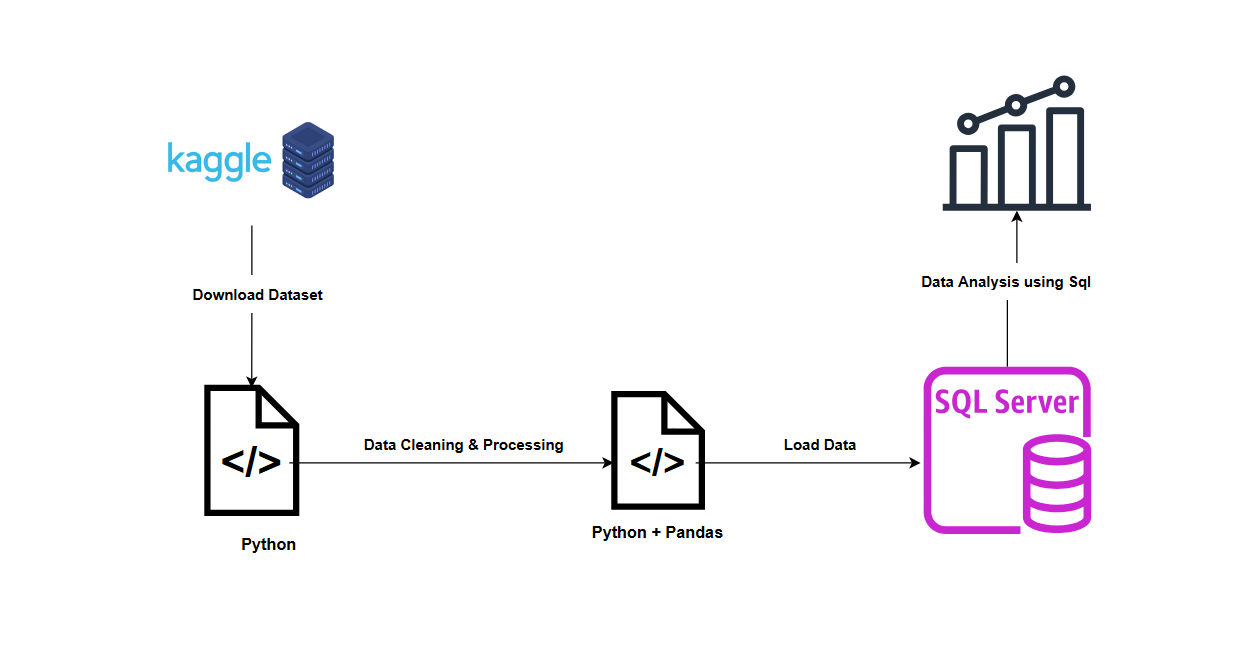 kaggle
Download Dataset
</>
Python
Data Cleaning & Processing
</>
Python + Pandas
Load Data
SQL Server
Data Analysis using Sql